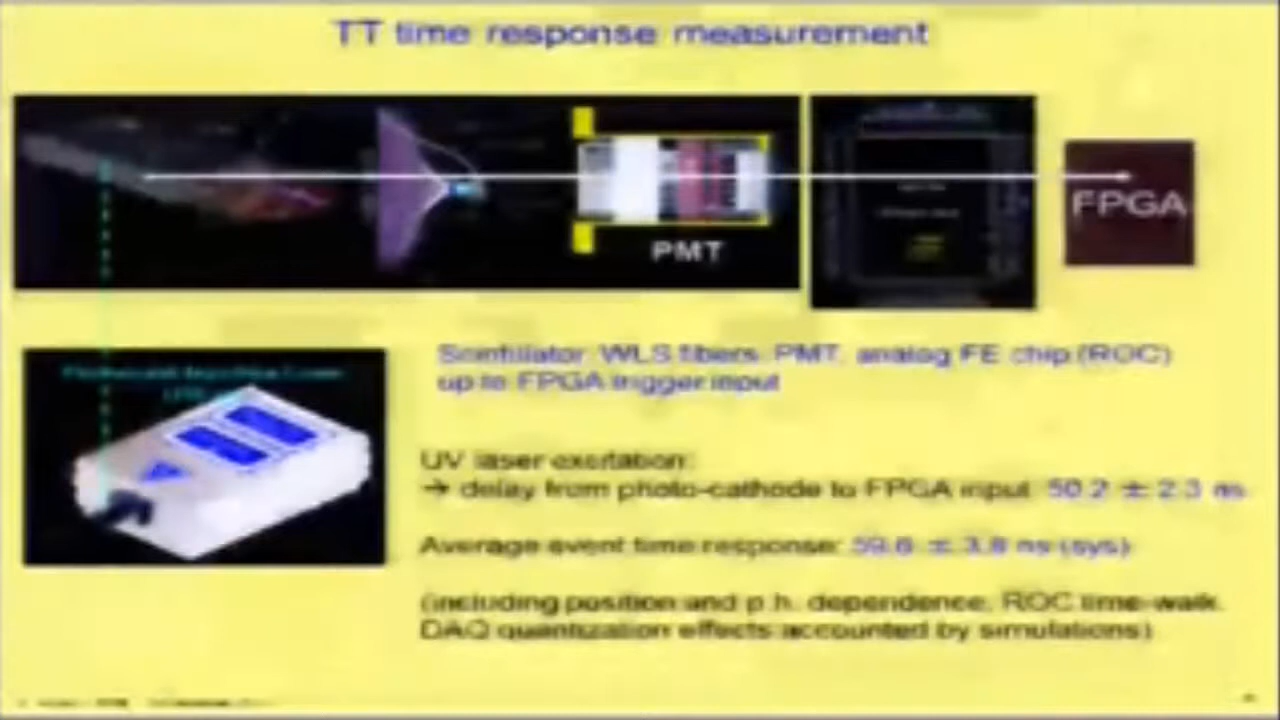 TT time response measurement
PMT
FPGA
Scintillator, WLS fibers, PMT, analog FE chip (ROC)
up to FPGA trigger input
UV laser excitation:
→ delay from photo-cathode to FPGA input: 50.2 ± 2.3 ns
Average event time response: 59.6 ± 3.8 ns (sys)
(including position and p.h. dependence, ROC time-walk,
DAQ quantization effects accounted by simulations)